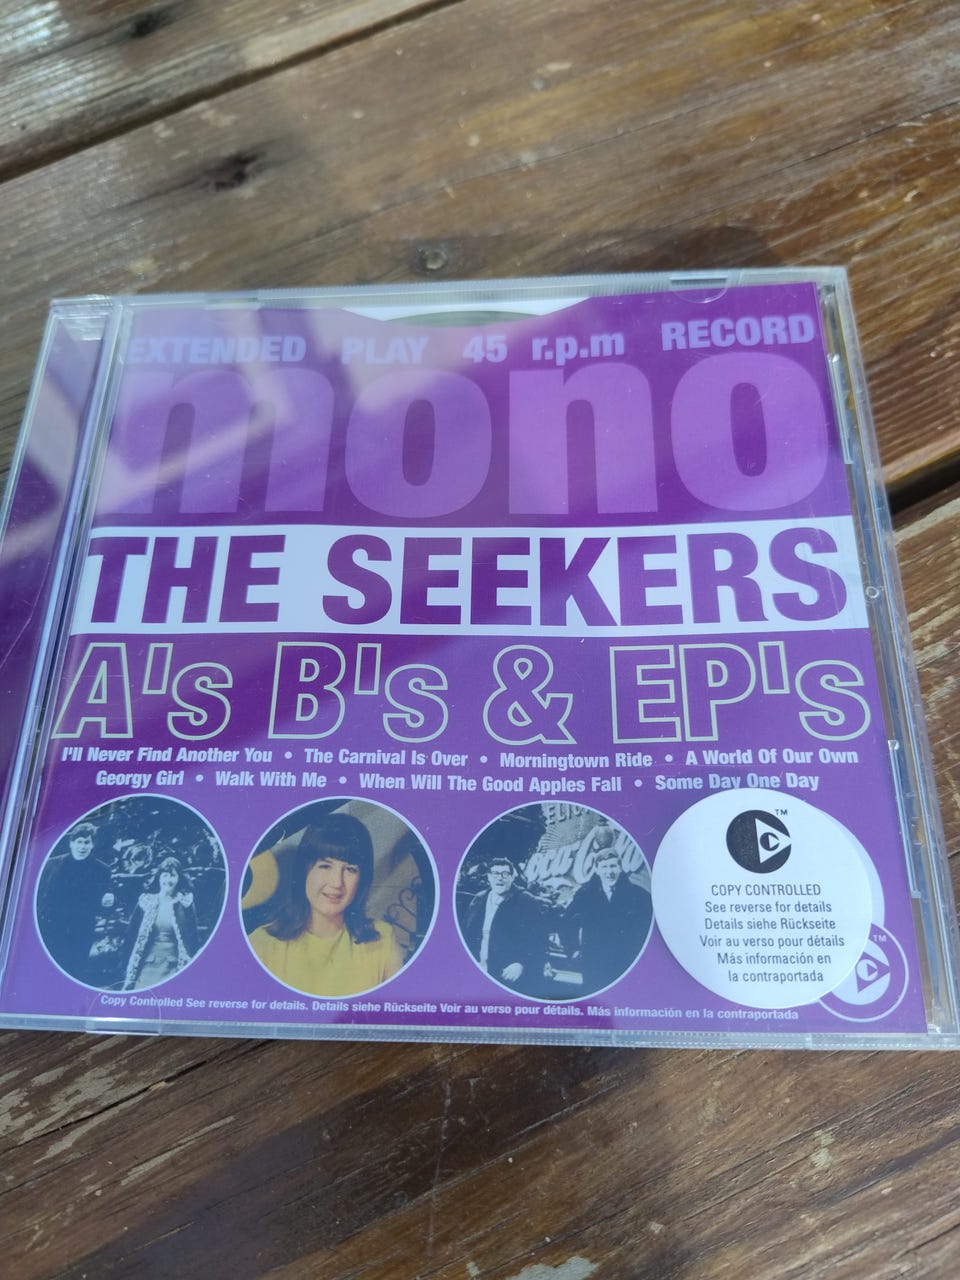 EXTENDED PLAY 45 r.p.m RECORD
mono
THE SEEKERS
A's B's & EP's
I'll Never Find Another You • The Carnival Is Over • Morningtown Ride • A World Of Our Own
Georgy Girl • Walk With Me • When Will The Good Apples Fall • Some Day One Day
Coca-Cola
TM
COPY CONTROLLED
See reverse for details
Details siehe Rückseite
Voir au verso pour détails
Más información en
la contraportada
TM
Copy Controlled See reverse for details. Details siehe Rückseite Voir au verso pour détails. Más información en la contraportada